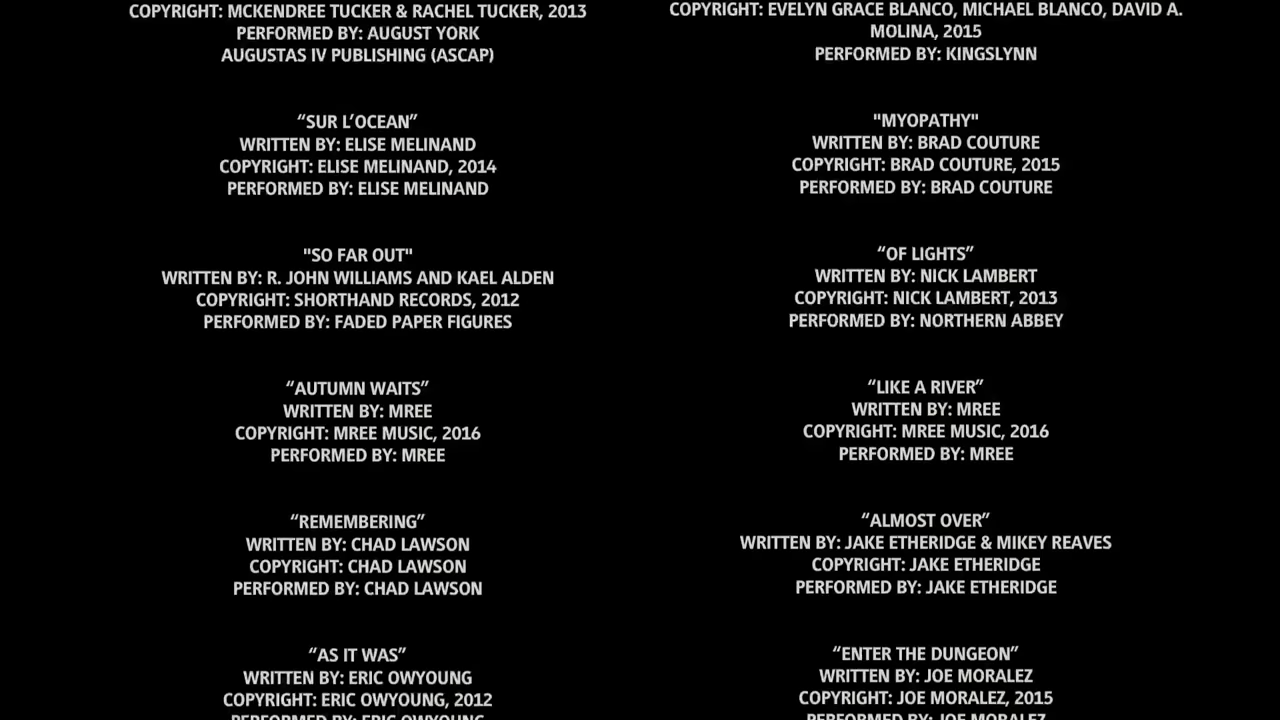 COPYRIGHT: MCKENDREE TUCKER & RACHEL TUCKER, 2013
PERFORMED BY: AUGUST YORK
AUGUSTAS IV PUBLISHING (ASCAP)
“SUR L’OCEAN”
WRITTEN BY: ELISE MELINAND
COPYRIGHT: ELISE MELINAND, 2014
PERFORMED BY: ELISE MELINAND
"SO FAR OUT"
WRITTEN BY: R. JOHN WILLIAMS AND KAEL ALDEN
COPYRIGHT: SHORTHAND RECORDS, 2012
PERFORMED BY: FADED PAPER FIGURES
“AUTUMN WAITS”
WRITTEN BY: MREE
COPYRIGHT: MREE MUSIC, 2016
PERFORMED BY: MREE
“REMEMBERING”
WRITTEN BY: CHAD LAWSON
COPYRIGHT: CHAD LAWSON
PERFORMED BY: CHAD LAWSON
“AS IT WAS”
WRITTEN BY: ERIC OWYOUNG
COPYRIGHT: ERIC OWYOUNG, 2012
PERFORMED BY: ERIC OWYOUNG
COPYRIGHT: EVELYN GRACE BLANCO, MICHAEL BLANCO, DAVID A.
MOLINA, 2015
PERFORMED BY: KINGSLYNN
"MYOPATHY"
WRITTEN BY: BRAD COUTURE
COPYRIGHT: BRAD COUTURE, 2015
PERFORMED BY: BRAD COUTURE
“OF LIGHTS”
WRITTEN BY: NICK LAMBERT
COPYRIGHT: NICK LAMBERT, 2013
PERFORMED BY: NORTHERN ABBEY
“LIKE A RIVER”
WRITTEN BY: MREE
COPYRIGHT: MREE MUSIC, 2016
PERFORMED BY: MREE
“ALMOST OVER”
WRITTEN BY: JAKE ETHERIDGE & MIKEY REAVES
COPYRIGHT: JAKE ETHERIDGE
PERFORMED BY: JAKE ETHERIDGE
“ENTER THE DUNGEON”
WRITTEN BY: JOE MORALEZ
COPYRIGHT: JOE MORALEZ, 2015
PERFORMED BY: JOE MORALEZ